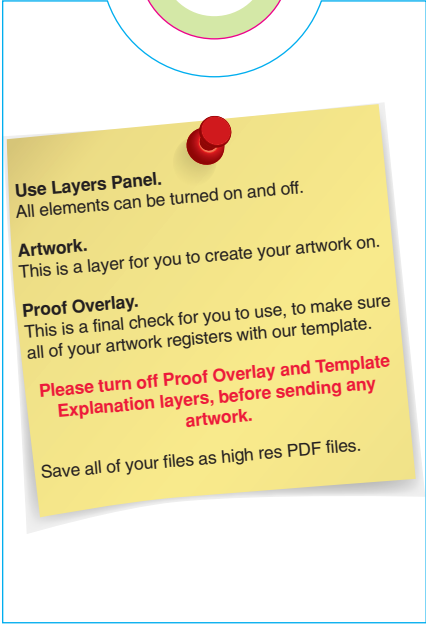 Use Layers Panel.
All elements can be turned on and off.
Artwork.
This is a layer for you to create your artwork on.
Proof Overlay.
This is a final check for you to use, to make sure
all of your artwork registers with our template.
Please turn off Proof Overlay and Template
Explanation layers, before sending any
artwork.
Save all of your files as high res PDF files.